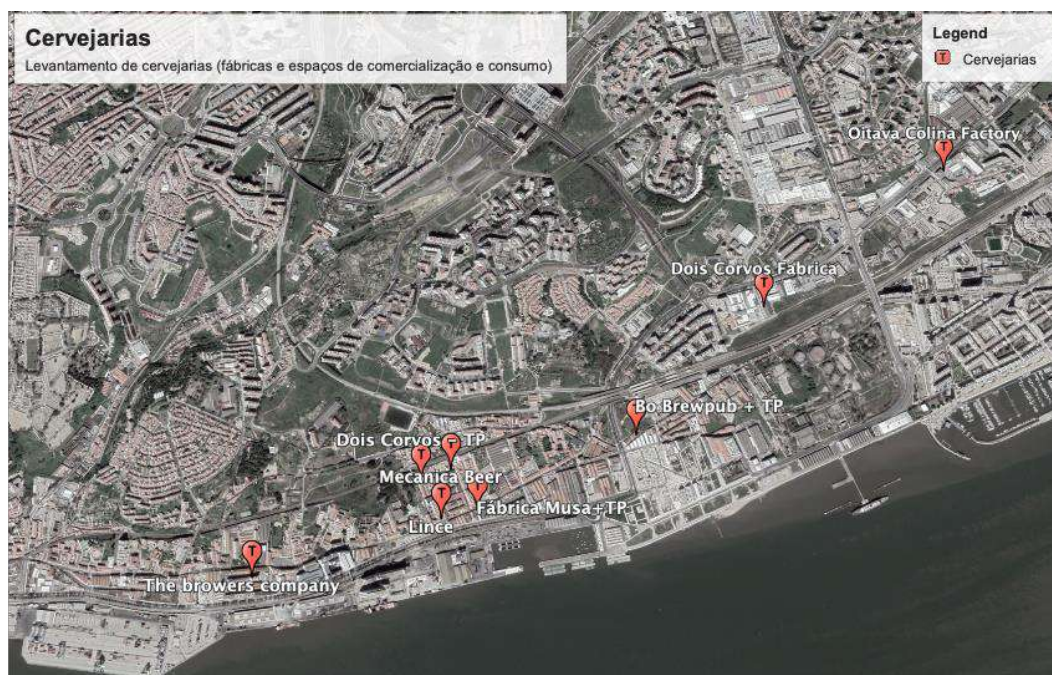 Cervejarias
Levantamento de cervejarias (fábricas e espaços de comercialização e consumo)
Legend
T Cervejarias
Oitava Colina Factory
T
Dois Corvos Fabrica
T
Bo Brewpub + TP
Dois Corvos - TP
T
T
Mecanica Beer
T
T
Fábrica Musa+TP
Lince
T
The browers company